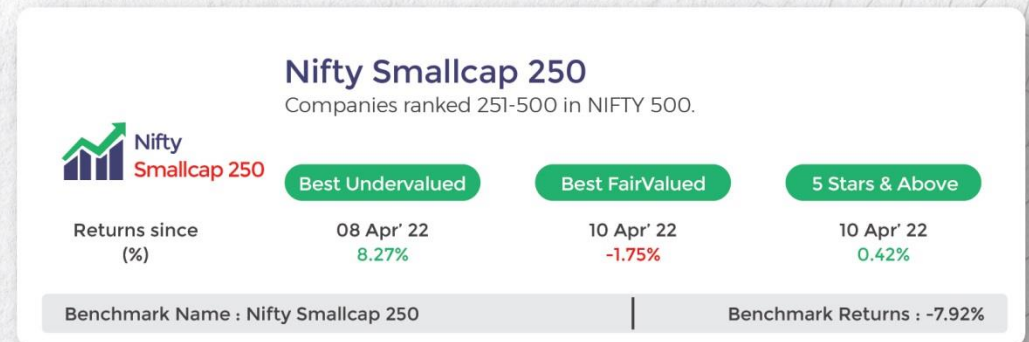 Nifty Smallcap 250
Companies ranked 251-500 in NIFTY 500.
Nifty
Smallcap 250
Best Undervalued
Best FairValued
5 Stars & Above
Returns since
(%)
08 Apr' 22
8.27%
10 Apr' 22
-1.75%
10 Apr' 22
0.42%
Benchmark Name : Nifty Smallcap 250
Benchmark Returns : -7.92%